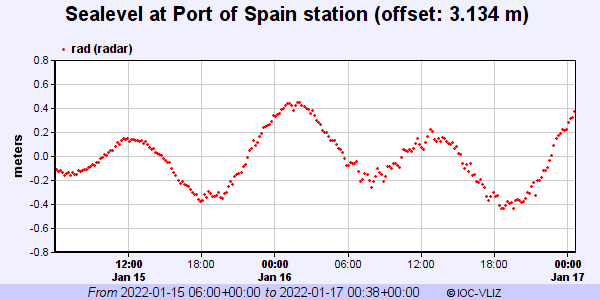 Sealevel at Port of Spain station (offset: 3.134 m)
rad (radar)
meters
0.8
0.6
0.4
0.2
0.0
-0.2
-0.4
-0.6
-0.8
12:00 18:00 00:00 06:00 12:00 18:00 00:00
Jan 15 Jan 16 Jan 17
From 2022-01-15 06:00+00:00 to 2022-01-17 00:38+00:00 © IOC-VLIZ